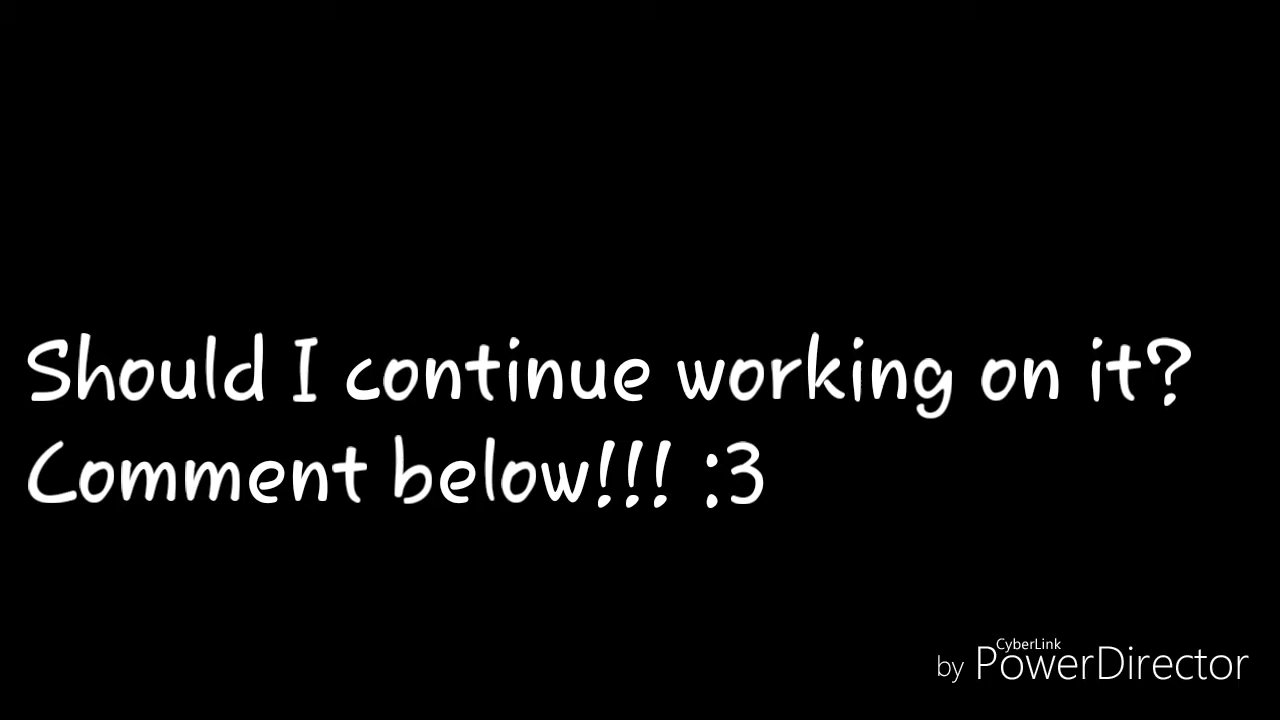 Should I continue working on it?
Comment below!!! :3
CyberLink
by PowerDirector